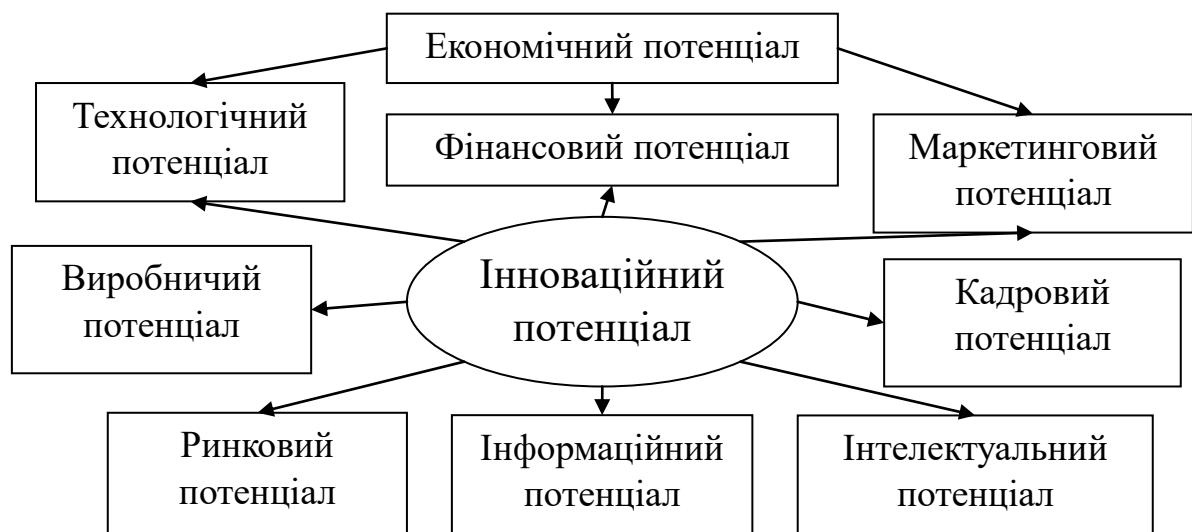 Економічний потенціал
Технологічний
потенціал
Фінансовий потенціал
Маркетинговий
потенціал
Виробничий
потенціал
Інноваційний
потенціал
Кадровий
потенціал
Ринковий
потенціал
Інформаційний
потенціал
Інтелектуальний
потенціал